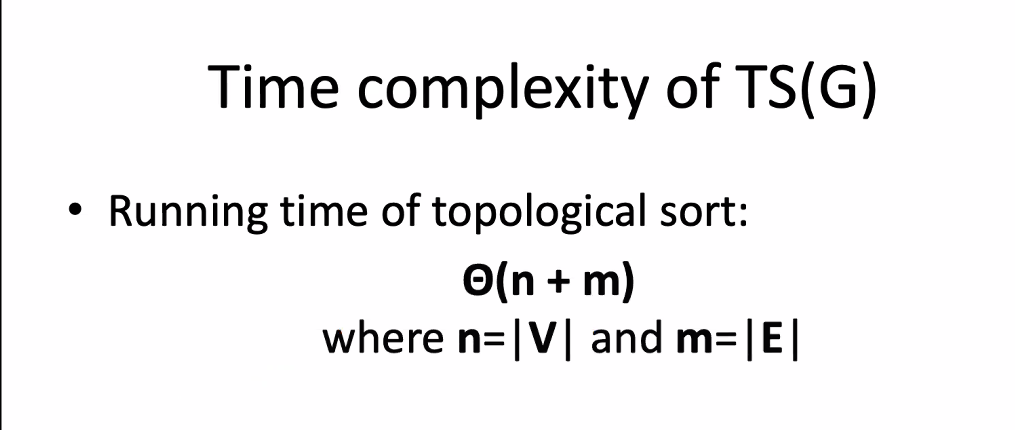 Time complexity of TS(G)
• Running time of topological sort:
Θ(n + m)
where n=|V| and m=|E|